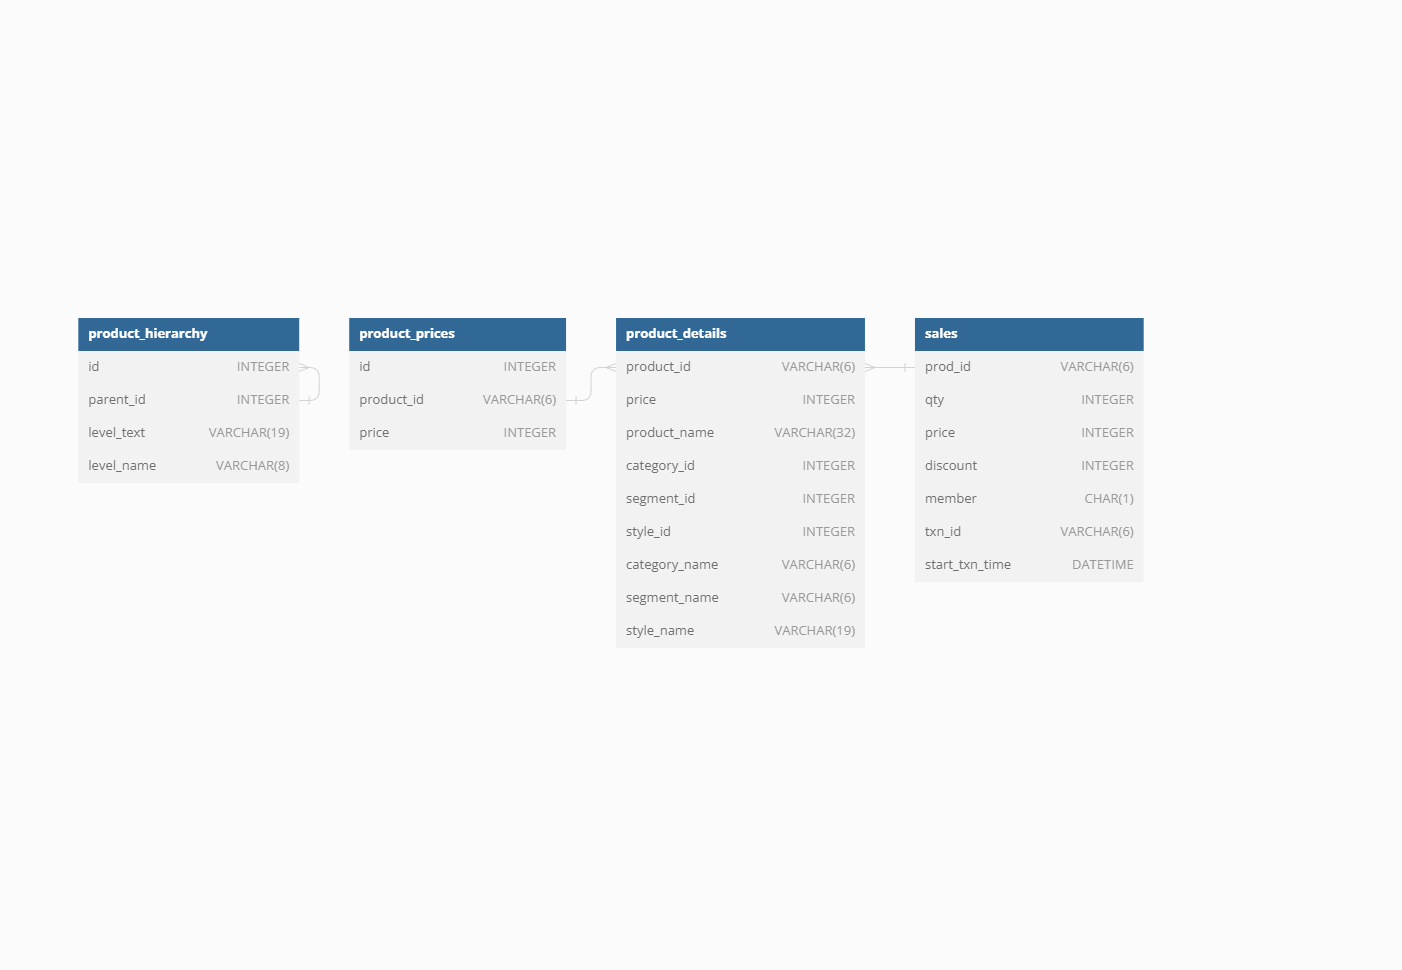 product_hierarchy
id INTEGER
parent_id INTEGER
level_text VARCHAR(19)
level_name VARCHAR(8)
product_prices
id INTEGER
product_id VARCHAR(6)
price INTEGER
product_details
product_id VARCHAR(6)
price INTEGER
product_name VARCHAR(32)
category_id INTEGER
segment_id INTEGER
style_id INTEGER
category_name VARCHAR(6)
segment_name VARCHAR(6)
style_name VARCHAR(19)
sales
prod_id VARCHAR(6)
qty INTEGER
price INTEGER
discount INTEGER
member CHAR(1)
txn_id VARCHAR(6)
start_txn_time DATETIME